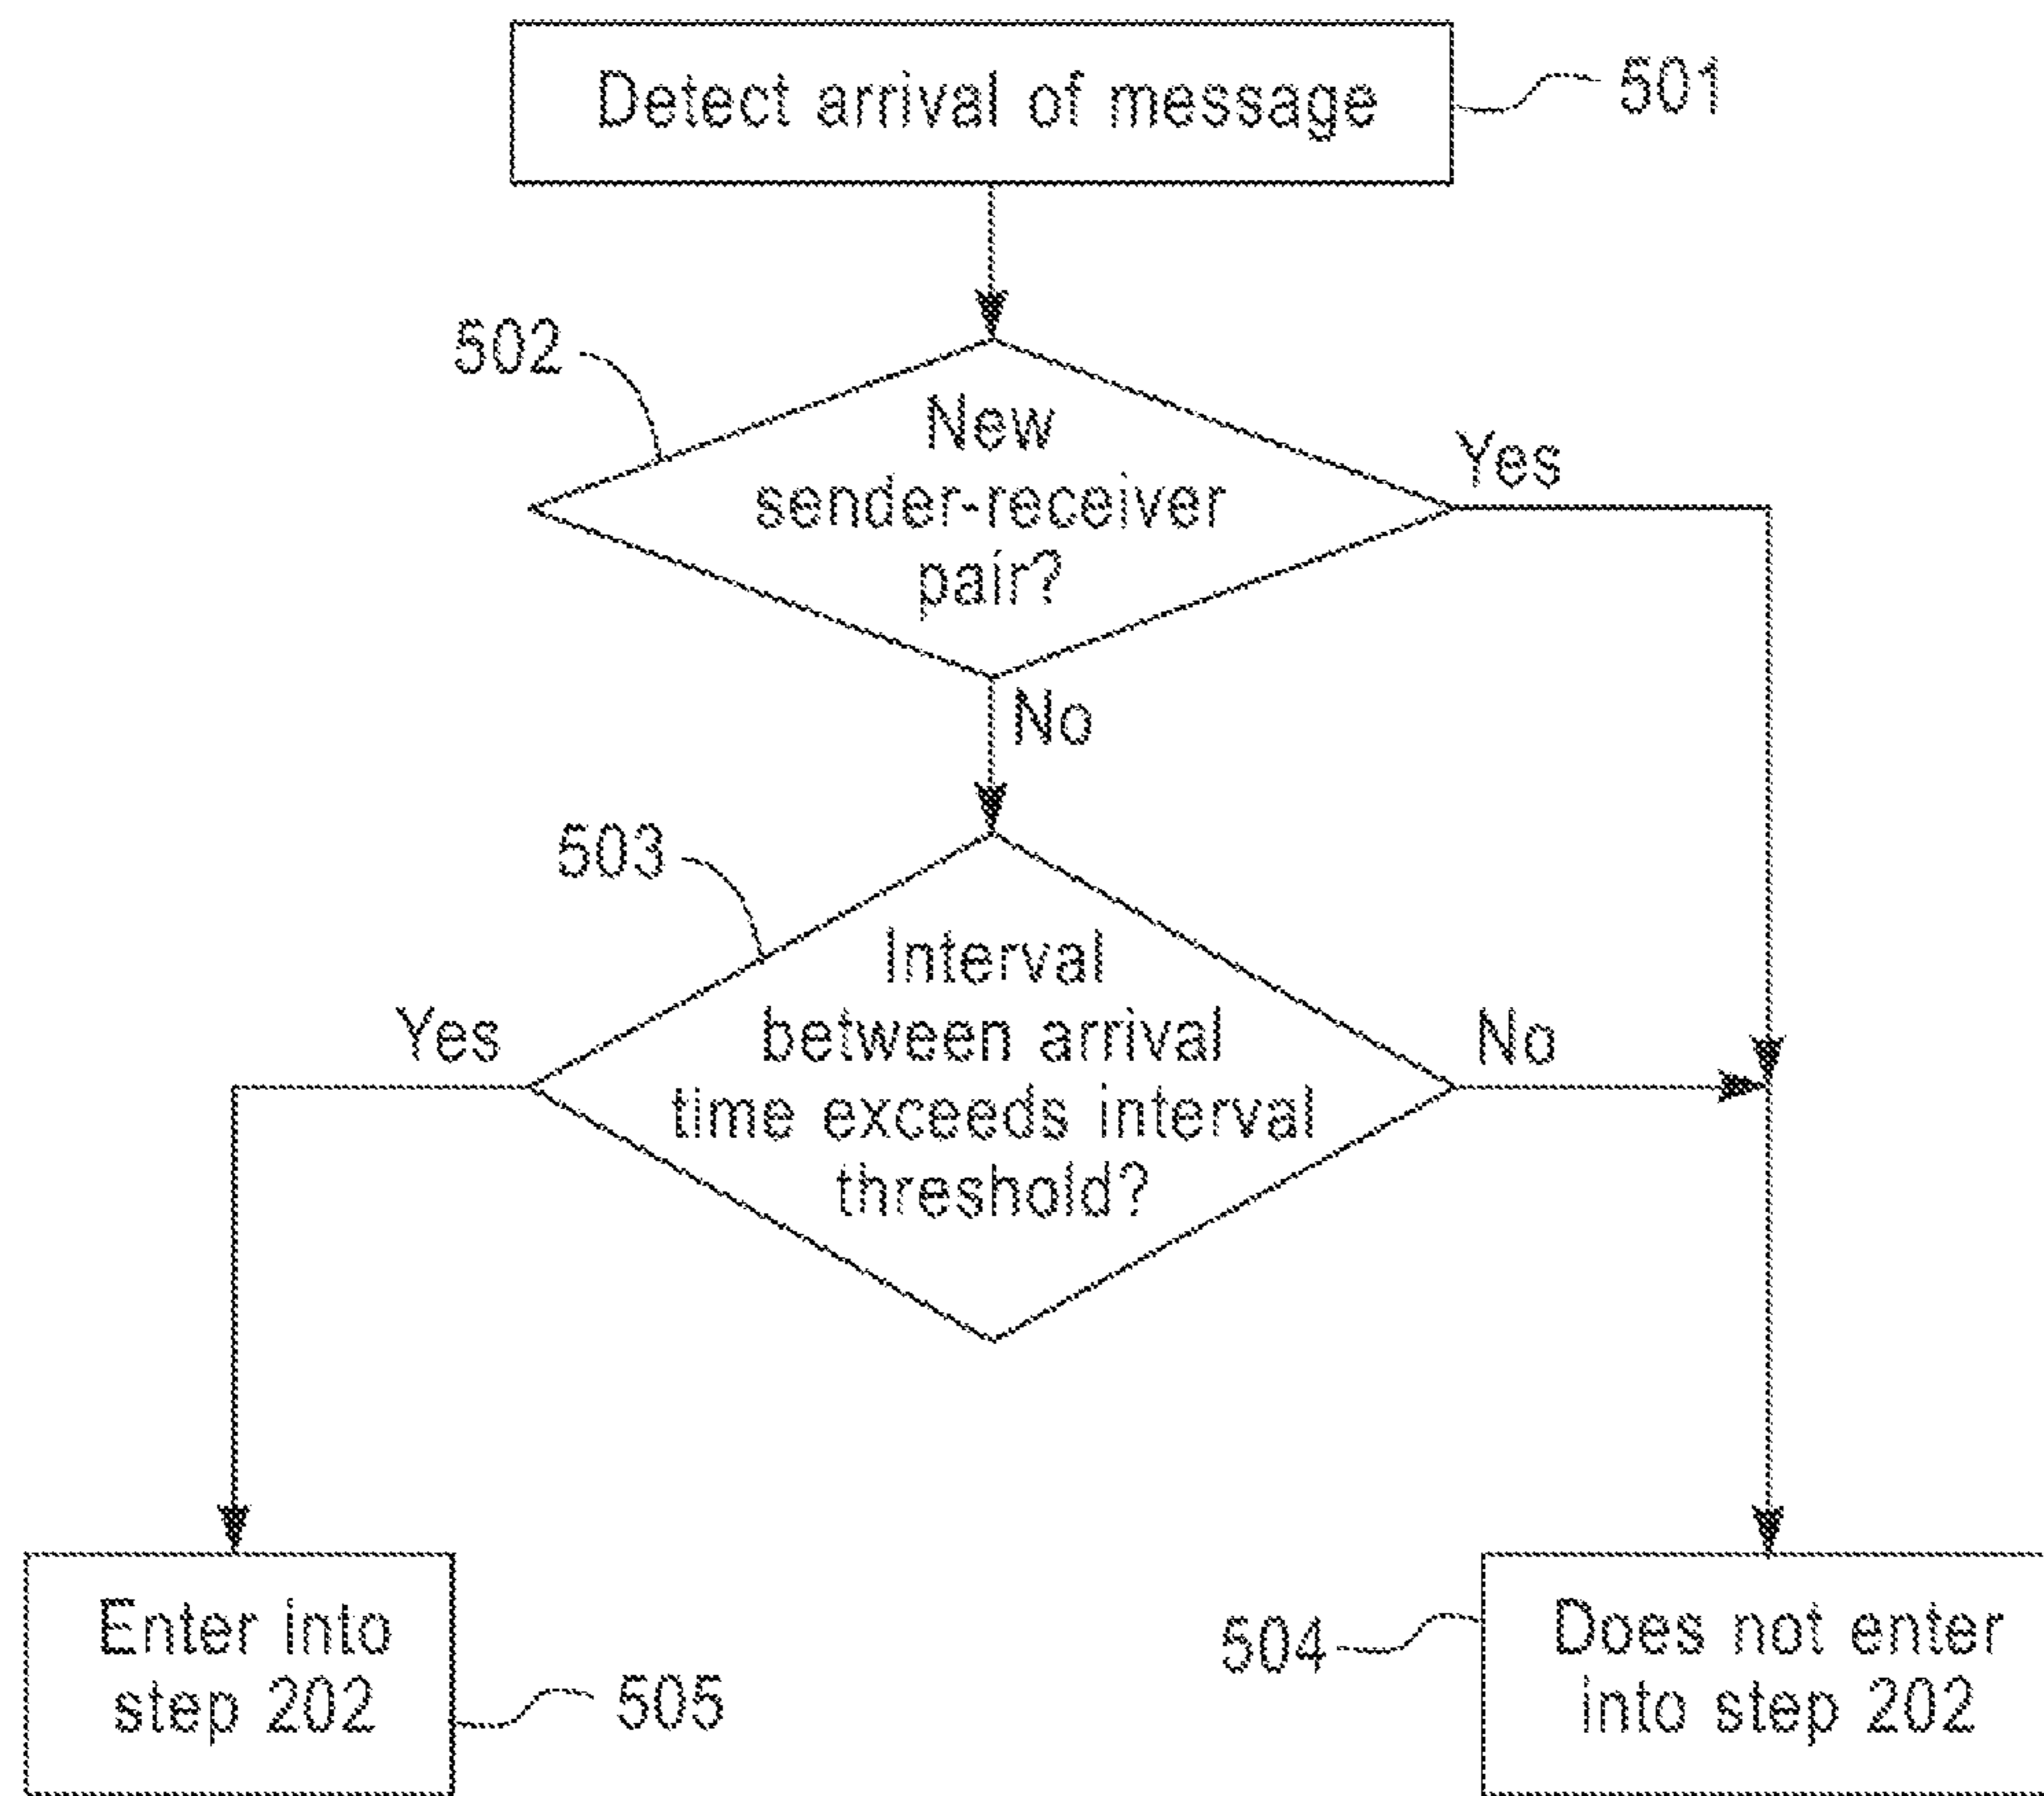 Detect arrival of message
501
502
New
sender-receiver
pair?
Yes
No
503
Interval
between arrival
time exceeds interval
threshold?
Yes
No
Enter into
step 202
505
504
Does not enter
into step 202